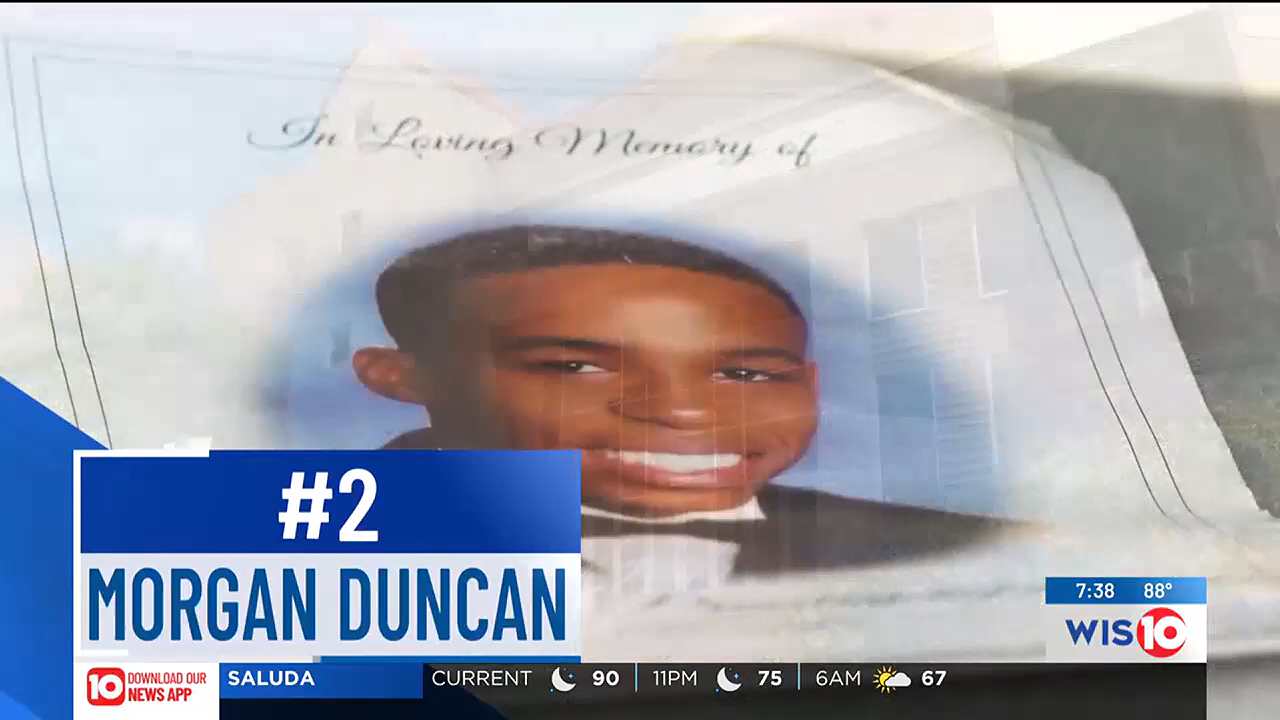 In Loving Memory of
#2
MORGAN DUNCAN
7:38 88°
WIS10
10 DOWNLOAD OUR
NEWS APP
SALUDA
CURRENT 90 11PM 75 6AM 67